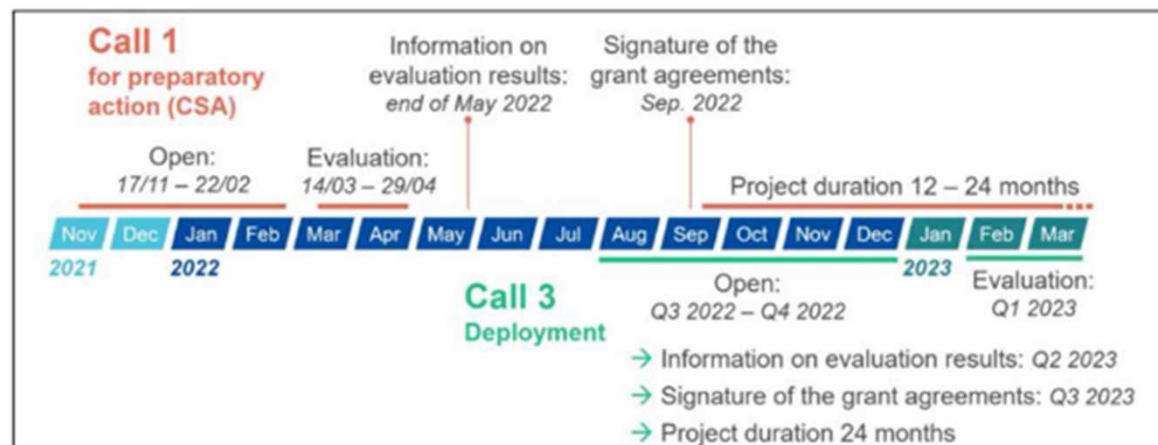 Call 1
for preparatory
action (CSA)
Information on
evaluation results:
end of May 2022
Signature of the
grant agreements:
Sep. 2022
Open:
17/11 – 22/02
Evaluation:
14/03 – 29/04
Project duration 12 – 24 months
Nov Dec Jan Feb Mar Apr May Jun Jul Aug Sep Oct Nov Dec Jan Feb Mar
2021 2022 2023
Call 3
Deployment
Open:
Q3 2022 – Q4 2022
Evaluation:
Q1 2023
→ Information on evaluation results: Q2 2023
→ Signature of the grant agreements: Q3 2023
→ Project duration 24 months